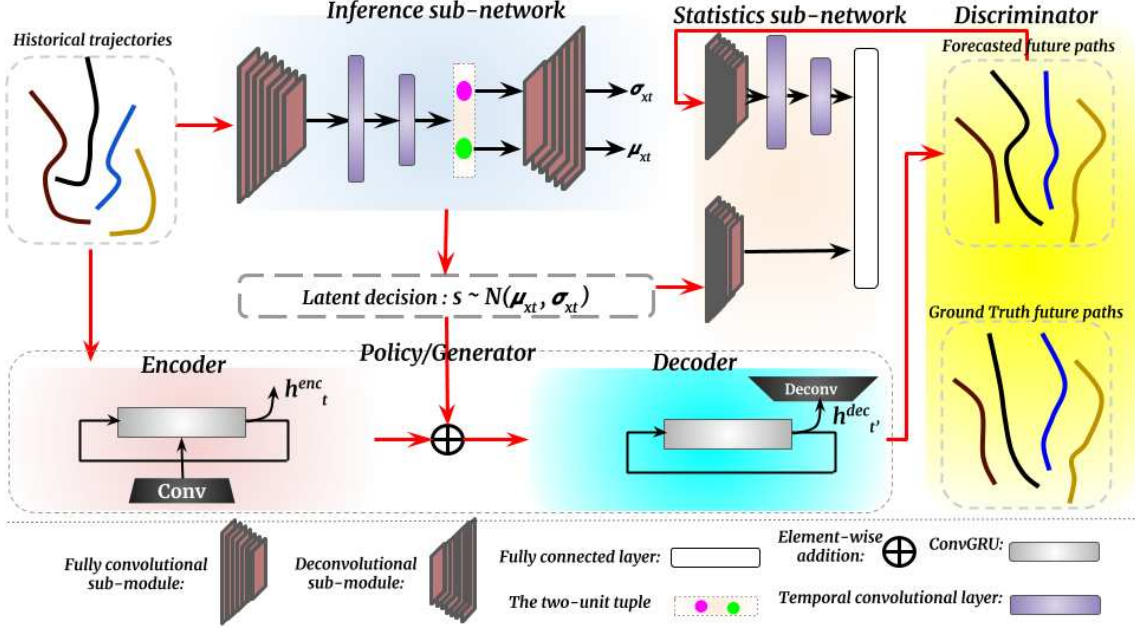 Inference sub-network
Statistics sub-network
Discriminator
Historical trajectories
Forecasted future paths
σxt
μxt
Latent decision : s ~ N(μxt, σxt)
Ground Truth future paths
Policy/Generator
Encoder
Decoder
h^enc_t
Deconv
h^dec_t'
Conv
Fully convolutional
sub-module:
Deconvolutional
sub-module:
Fully connected layer:
Element-wise
addition:
ConvGRU:
The two-unit tuple
Temporal convolutional layer: